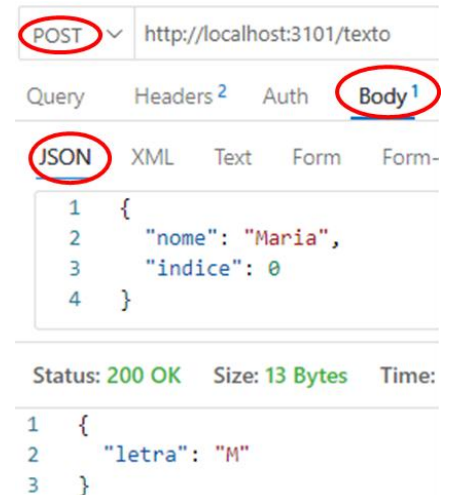 POST http://localhost:3101/texto
Query Headers 2 Auth Body 1
JSON XML Text Form Form-
1 {
2 "nome": "Maria",
3 "indice": 0
4 }
Status: 200 OK Size: 13 Bytes Time:
1 {
2 "letra": "M"
3 }